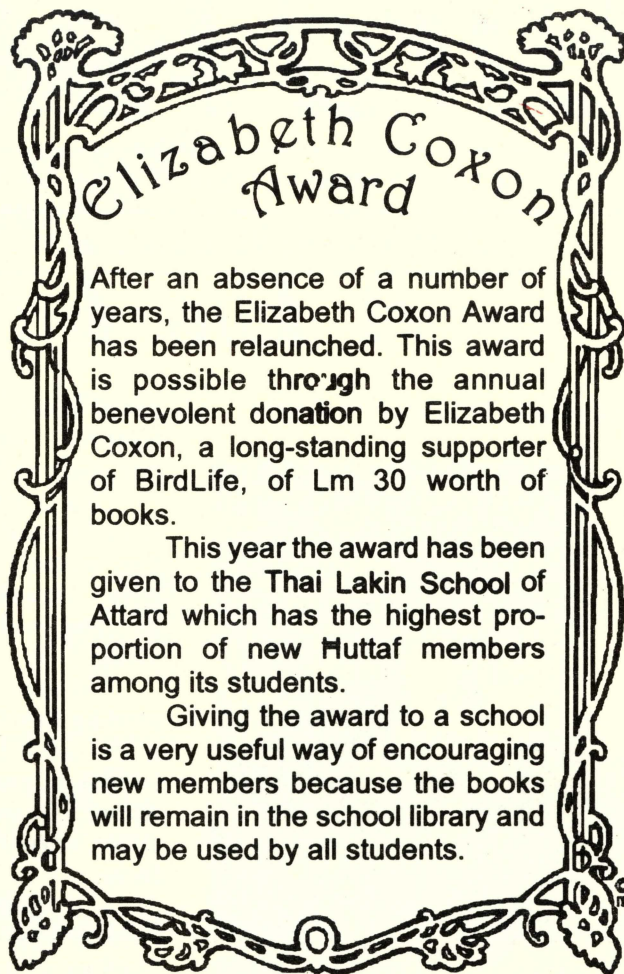 Elizabeth Coxon
Award
After an absence of a number of
years, the Elizabeth Coxon Award
has been relaunched. This award
is possible through the annual
benevolent donation by Elizabeth
Coxon, a long-standing supporter
of BirdLife, of Lm 30 worth of
books.
This year the award has been
given to the Thai Lakin School of
Attard which has the highest pro-
portion of new Ħuttaf members
among its students.
Giving the award to a school
is a very useful way of encouraging
new members because the books
will remain in the school library and
may be used by all students.